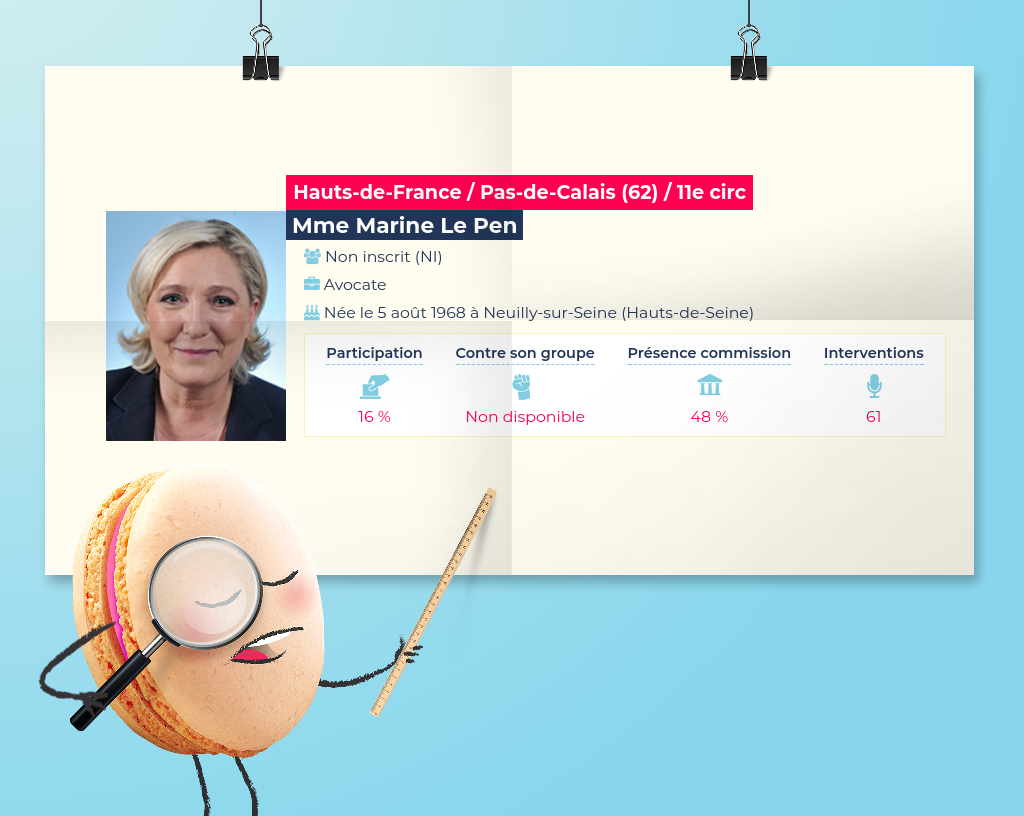 Hauts-de-France / Pas-de-Calais (62) / 11e circ
Mme Marine Le Pen
Non inscrit (NI)
Avocate
Née le 5 août 1968 à Neuilly-sur-Seine (Hauts-de-Seine)
Participation Contre son groupe Présence commission Interventions
16 % Non disponible 48 % 61